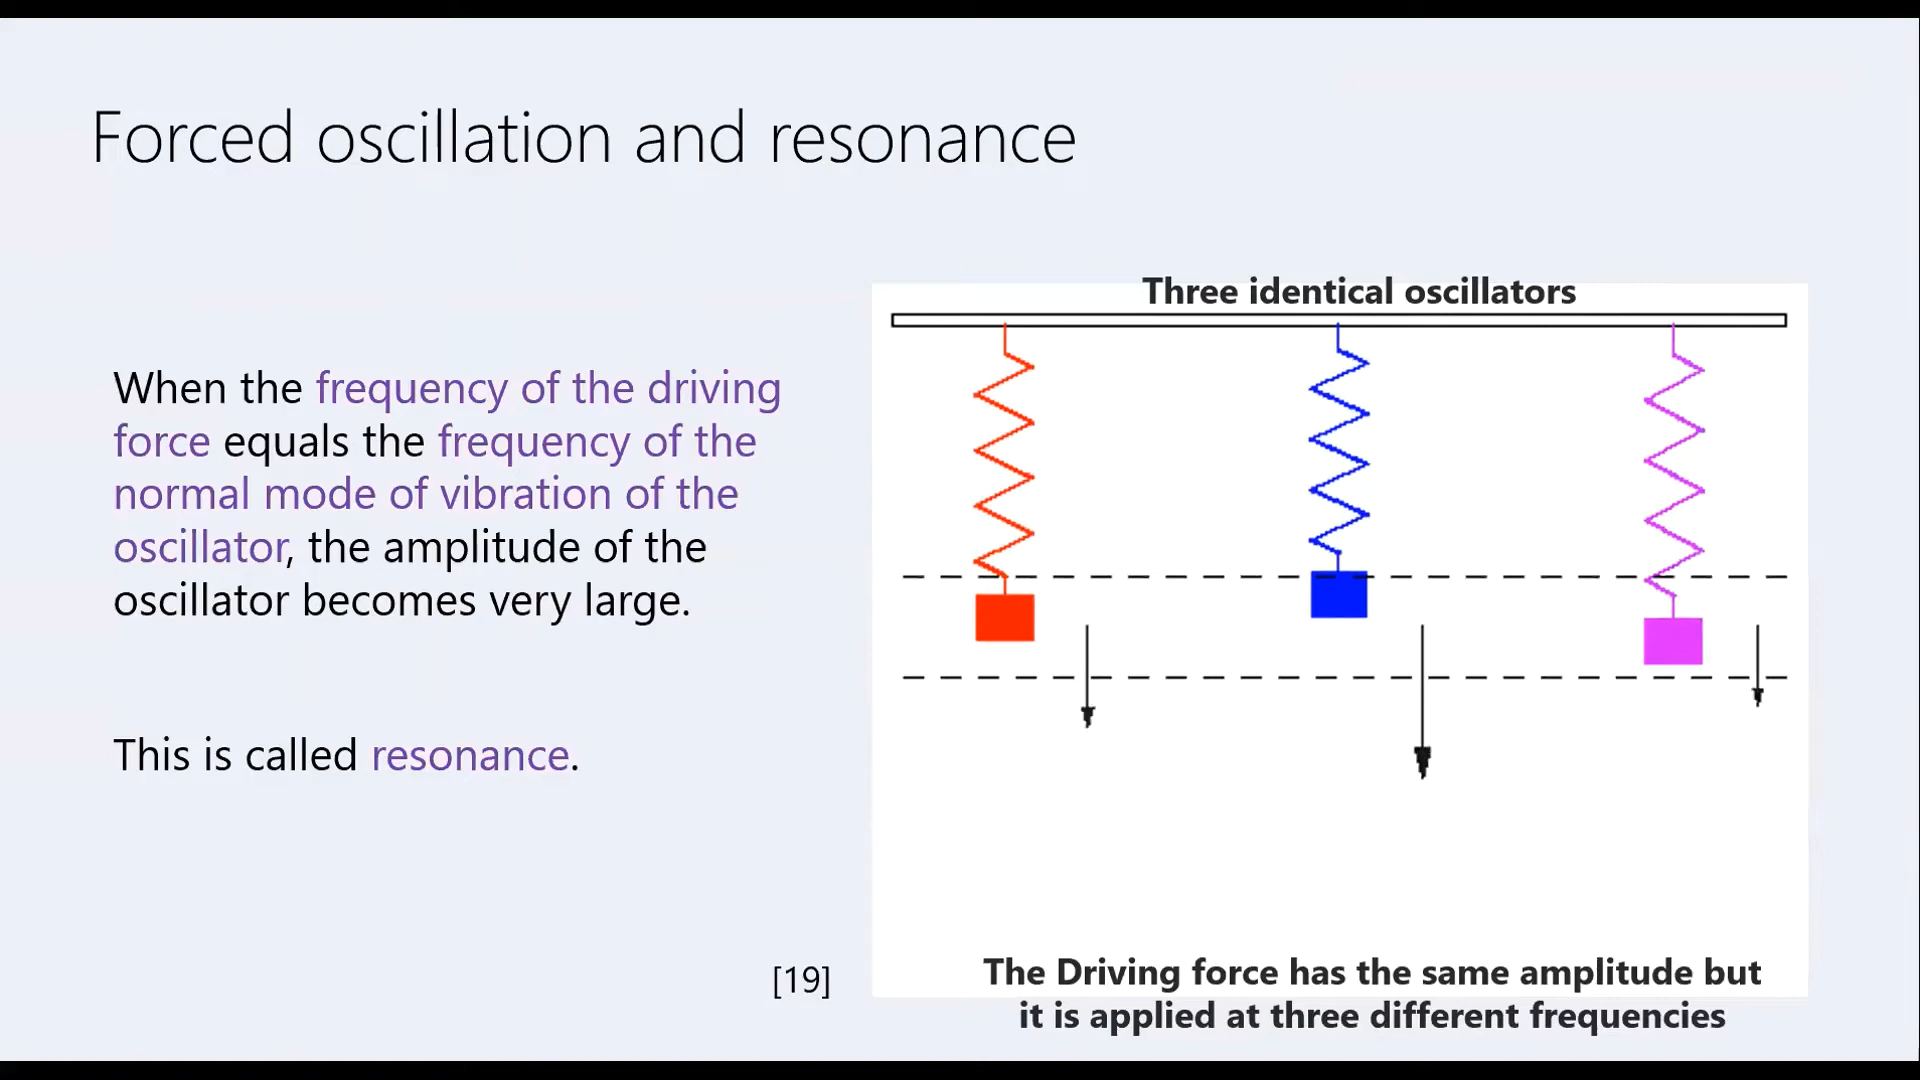 Forced oscillation and resonance
When the frequency of the driving
force equals the frequency of the
normal mode of vibration of the
oscillator, the amplitude of the
oscillator becomes very large.
This is called resonance.
[19]
Three identical oscillators
The Driving force has the same amplitude but
it is applied at three different frequencies